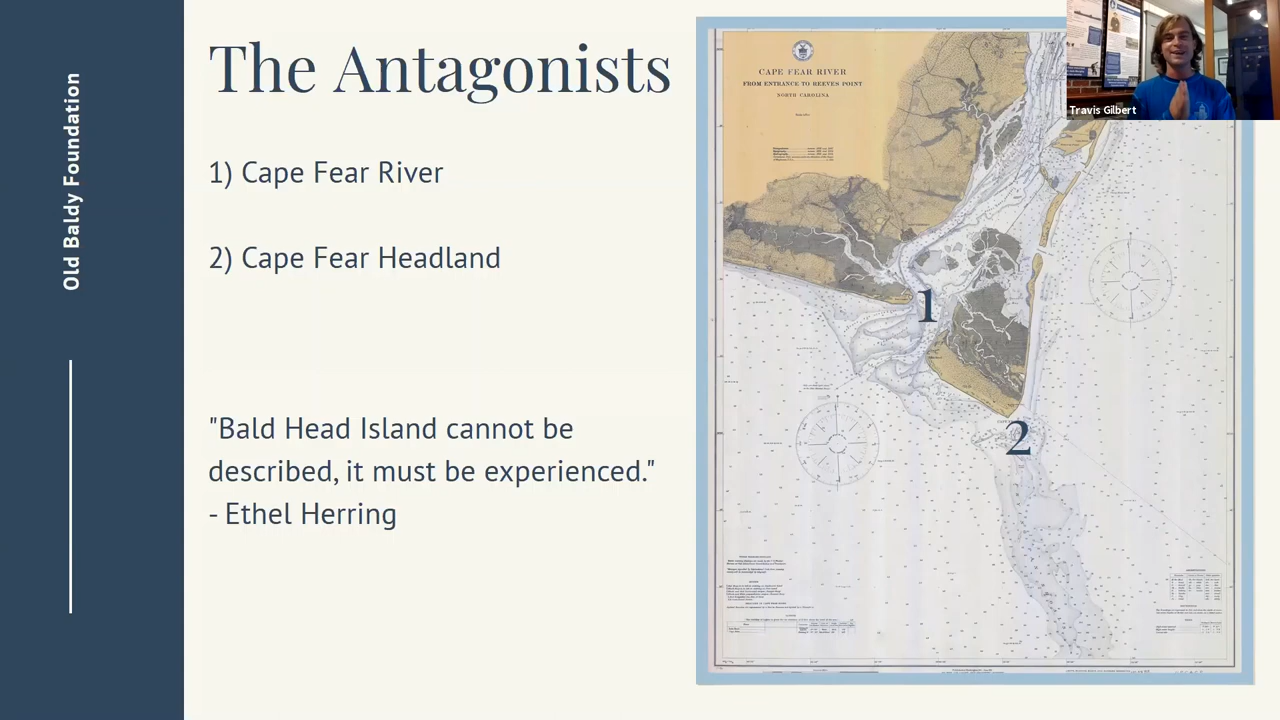 Old Baldy Foundation
The Antagonists
1) Cape Fear River
2) Cape Fear Headland
"Bald Head Island cannot be
described, it must be experienced."
- Ethel Herring
CAPE FEAR RIVER
FROM ENTRANCE TO REEVES POINT
NORTH CAROLINA
1
2
Travis Gilbert